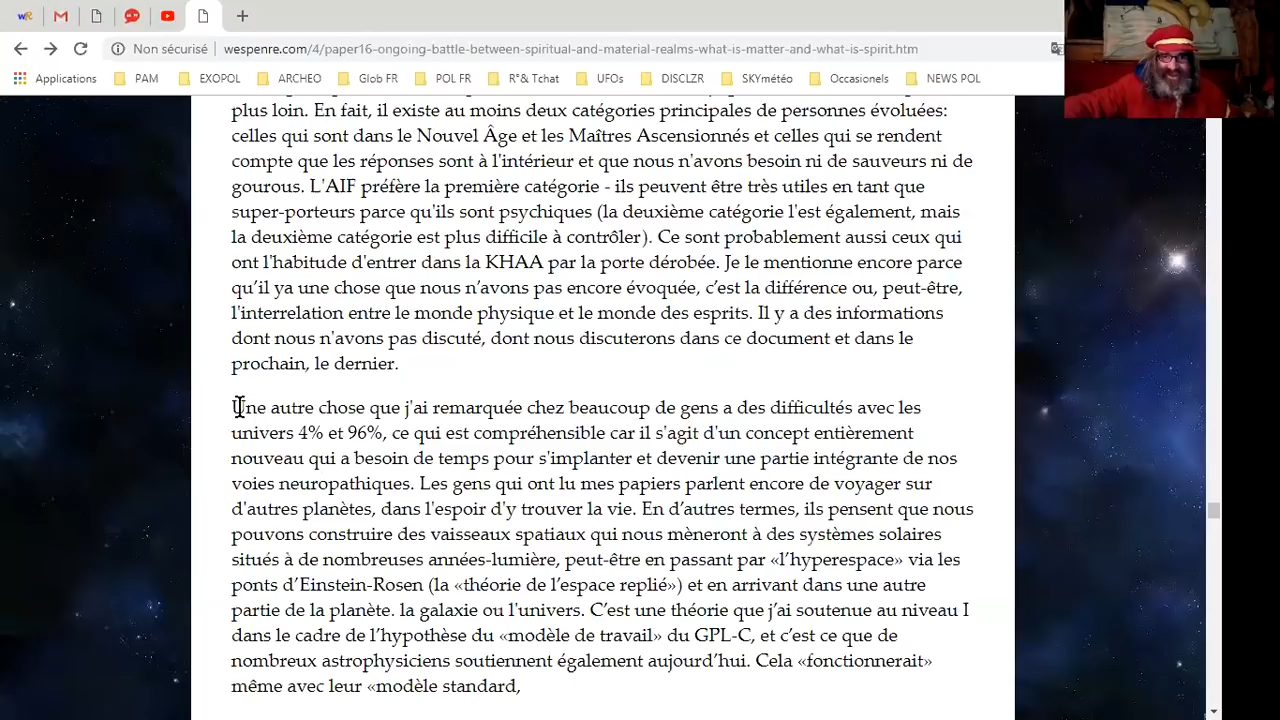 Non sécurisé
wespenre.com/4/paper16-ongoing-battle-between-spiritual-and-material-realms-what-is-matter-and-what-is-spirit.htm
Applications PAM EXOPOL ARCHEO Glob FR POL FR R°& Tchat UFOs DISCLZR SKYmétéo Occasionels NEWS POL
plus loin. En fait, il existe au moins deux catégories principales de personnes évoluées:
celles qui sont dans le Nouvel Âge et les Maîtres Ascensionnés et celles qui se rendent
compte que les réponses sont à l'intérieur et que nous n'avons besoin ni de sauveurs ni de
gourous. L'AIF préfère la première catégorie - ils peuvent être très utiles en tant que
super-porteurs parce qu'ils sont psychiques (la deuxième catégorie l'est également, mais
la deuxième catégorie est plus difficile à contrôler). Ce sont probablement aussi ceux qui
ont l'habitude d'entrer dans la KHAA par la porte dérobée. Je le mentionne encore parce
qu’il ya une chose que nous n’avons pas encore évoquée, c’est la différence ou, peut-être,
l'interrelation entre le monde physique et le monde des esprits. Il y a des informations
dont nous n'avons pas discuté, dont nous discuterons dans ce document et dans le
prochain, le dernier.
Une autre chose que j'ai remarquée chez beaucoup de gens a des difficultés avec les
univers 4% et 96%, ce qui est compréhensible car il s'agit d'un concept entièrement
nouveau qui a besoin de temps pour s'implanter et devenir une partie intégrante de nos
voies neuropathiques. Les gens qui ont lu mes papiers parlent encore de voyager sur
d'autres planètes, dans l'espoir d'y trouver la vie. En d’autres termes, ils pensent que nous
pouvons construire des vaisseaux spatiaux qui nous mèneront à des systèmes solaires
situés à de nombreuses années-lumière, peut-être en passant par «l’hyperespace» via les
ponts d’Einstein-Rosen (la «théorie de l’espace replié») et en arrivant dans une autre
partie de la planète. la galaxie ou l'univers. C’est une théorie que j’ai soutenue au niveau I
dans le cadre de l’hypothèse du «modèle de travail» du GPL-C, et c’est ce que de
nombreux astrophysiciens soutiennent également aujourd’hui. Cela «fonctionnerait»
même avec leur «modèle standard,